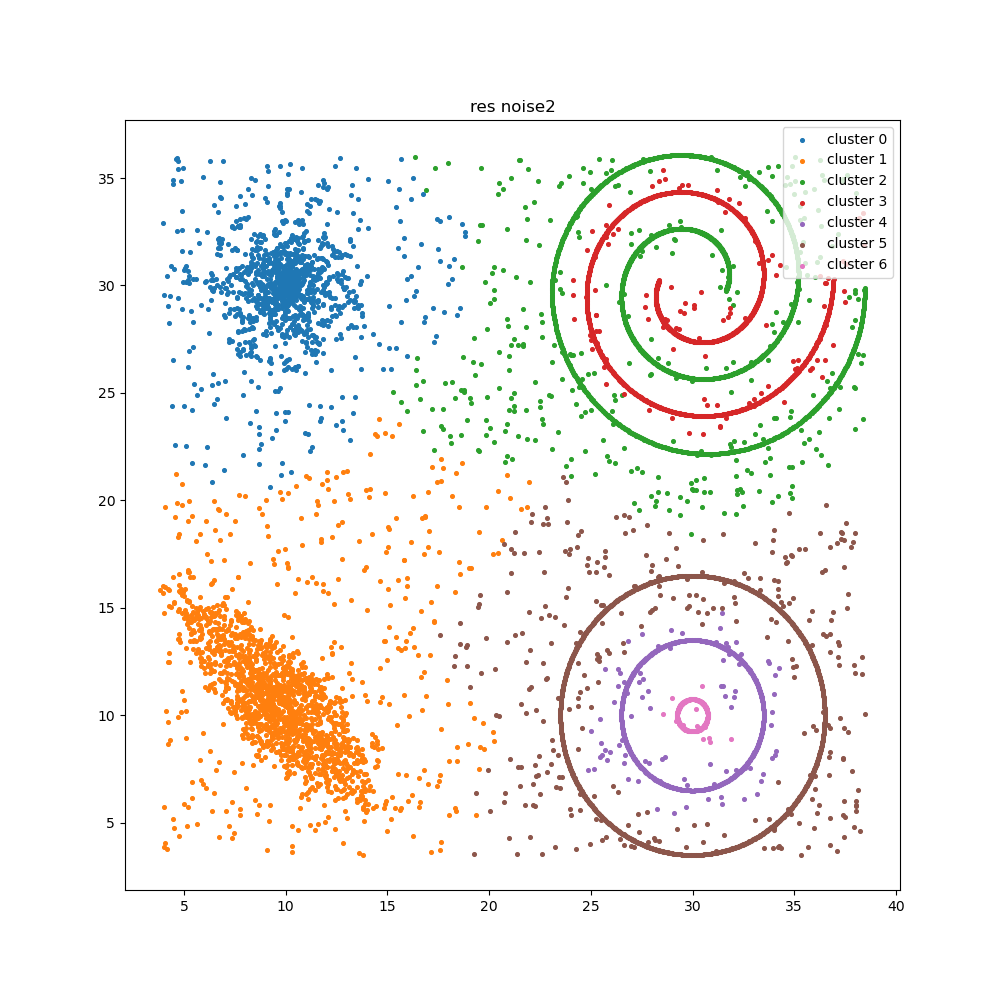 res noise2
cluster 0
cluster 1
cluster 2
cluster 3
cluster 4
cluster 5
cluster 6
35
30
25
20
15
10
5
5 10 15 20 25 30 35 40